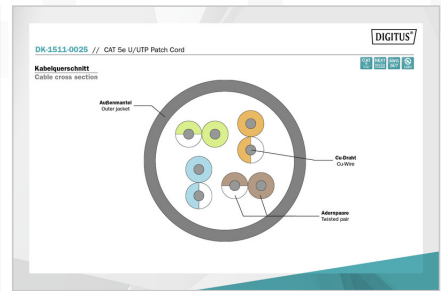 DIGITUS®
DK-1511-0025 // CAT 5e U/UTP Patch Cord
Kabelquerschnitt
Cable cross section
Außenmantel
Outer jacket
Cu-Draht
Cu-Wire
Adernpaare
Twisted pair